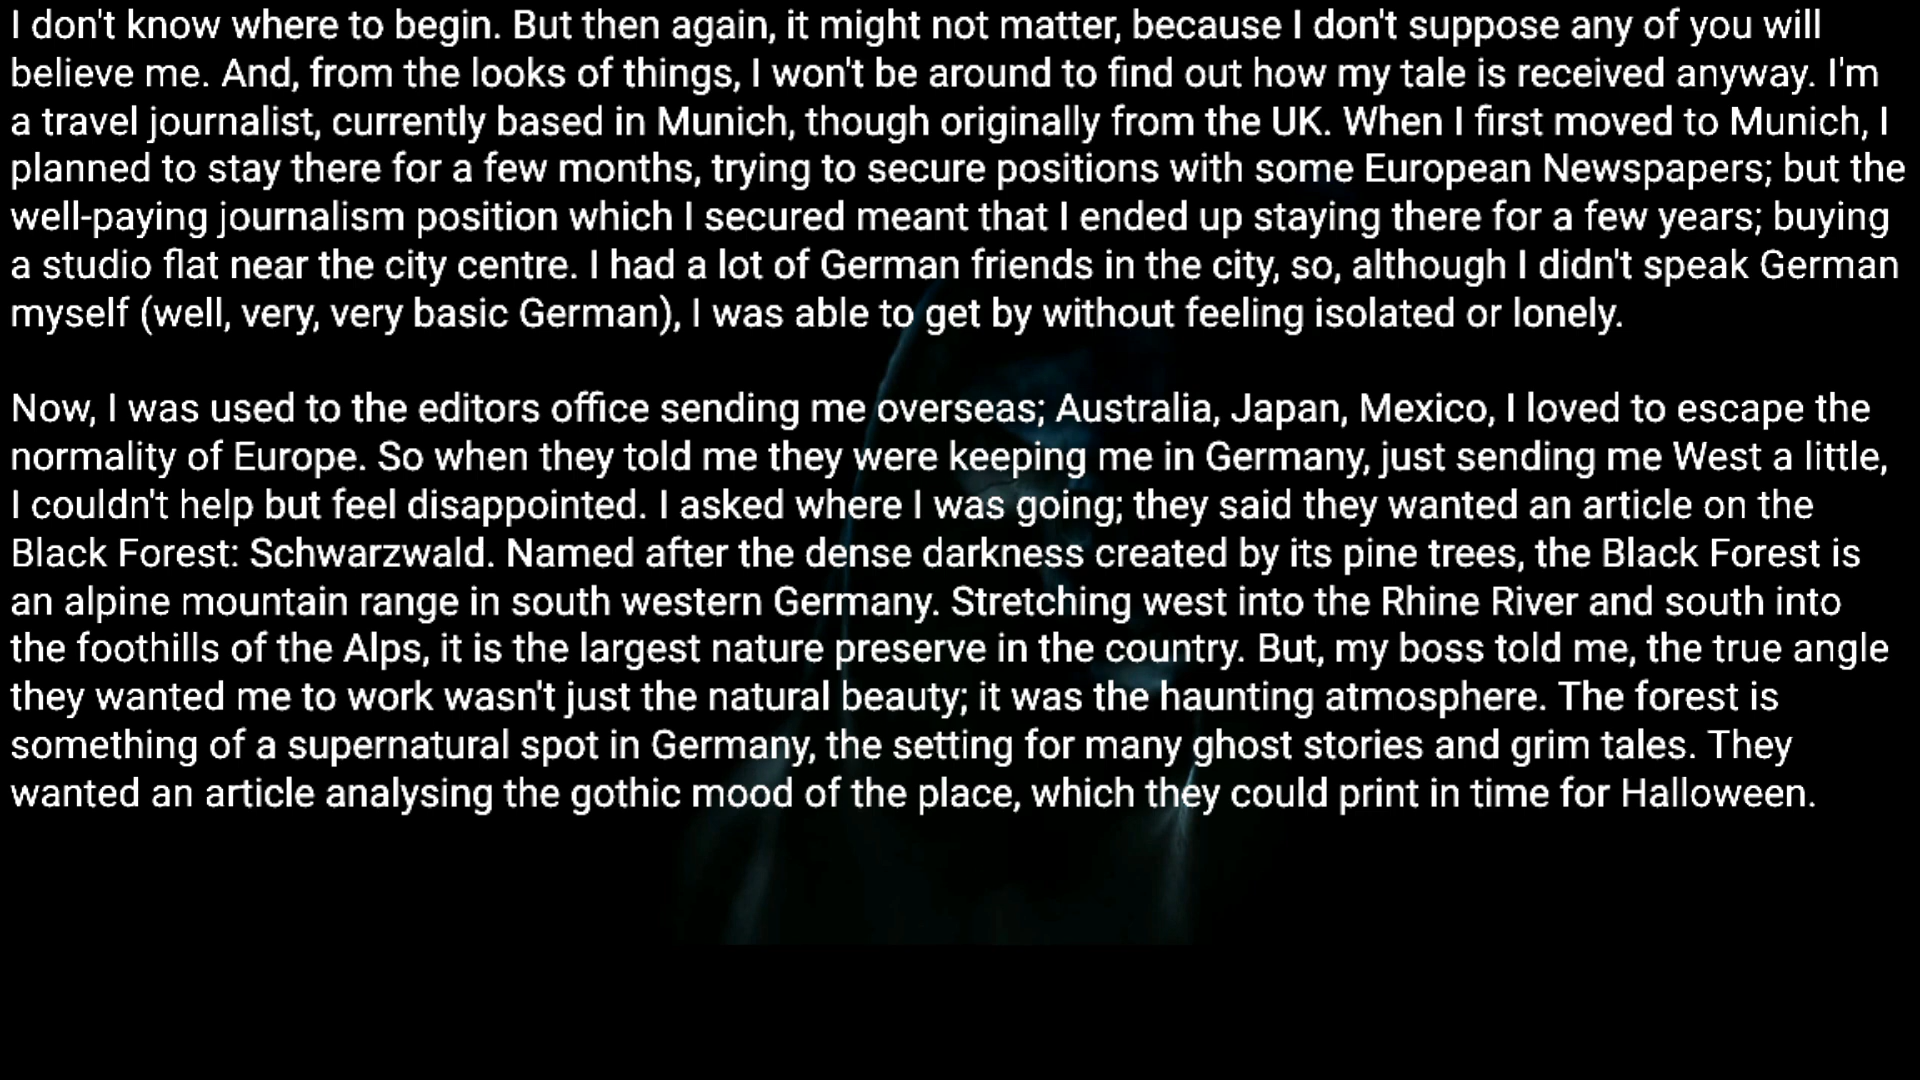 I don't know where to begin. But then again, it might not matter, because I don't suppose any of you will
believe me. And, from the looks of things, I won't be around to find out how my tale is received anyway. I'm
a travel journalist, currently based in Munich, though originally from the UK. When I first moved to Munich, I
planned to stay there for a few months, trying to secure positions with some European Newspapers; but the
well-paying journalism position which I secured meant that I ended up staying there for a few years; buying
a studio flat near the city centre. I had a lot of German friends in the city, so, although I didn't speak German
myself (well, very, very basic German), I was able to get by without feeling isolated or lonely.

Now, I was used to the editors office sending me overseas; Australia, Japan, Mexico, I loved to escape the
normality of Europe. So when they told me they were keeping me in Germany, just sending me West a little,
I couldn't help but feel disappointed. I asked where I was going; they said they wanted an article on the
Black Forest: Schwarzwald. Named after the dense darkness created by its pine trees, the Black Forest is
an alpine mountain range in south western Germany. Stretching west into the Rhine River and south into
the foothills of the Alps, it is the largest nature preserve in the country. But, my boss told me, the true angle
they wanted me to work wasn't just the natural beauty; it was the haunting atmosphere. The forest is
something of a supernatural spot in Germany, the setting for many ghost stories and grim tales. They
wanted an article analysing the gothic mood of the place, which they could print in time for Halloween.